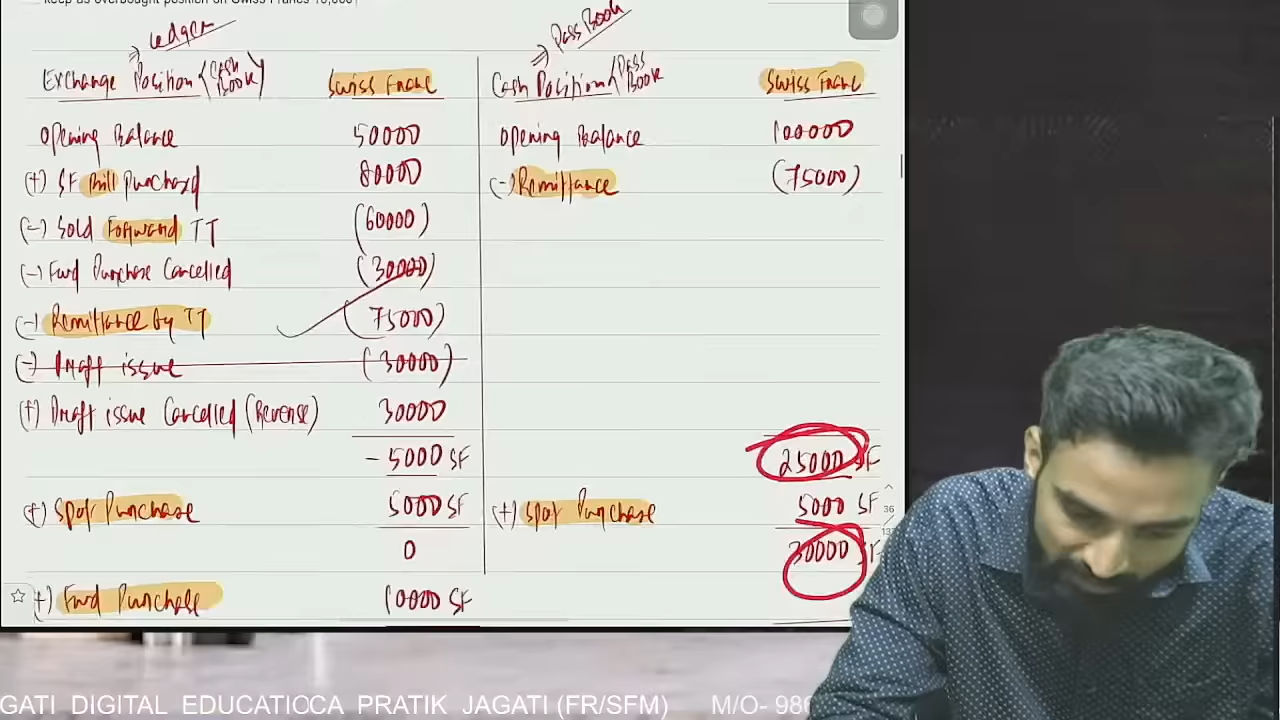 keep as overbought position on Swiss Francs
⇒ Ledger
⇒ Pass Book
Exchange Position (Cash Book)
Swiss Franc
Cash Position (Pass Book
Swiss Franc
Opening Balance 50000
Opening Balance 100000
(+) SF Bill Purchased 80000
(-) Remittance (75000)
(-) Sold Forward TT (60000)
(-) Fwd Purchase Cancelled (30000)
(-) Remittance by TT (75000)
(-) Draft issue (30000)
(+) Draft issue Cancelled (Reverse) 30000
-5000 SF
25000 SF
(+) Spot Purchase 5000 SF
(+) Spot Purchase 5000 SF
36
0
30000
+) Fwd Purchase 10000 SF
GATI DIGITAL EDUCATIOCA PRATIK JAGATI (FR/SFM) M/O- 980